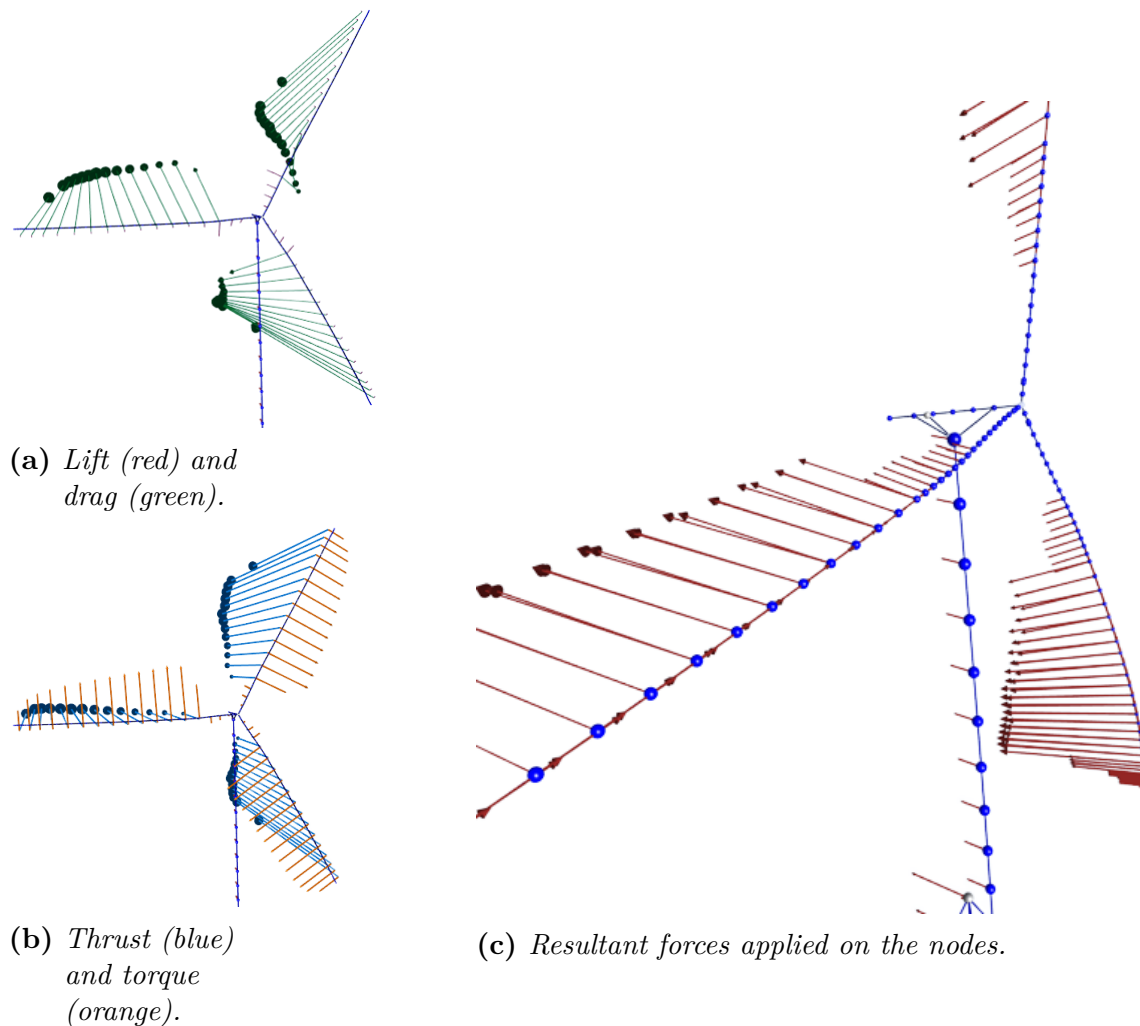 (a) Lift (red) and
drag (green).
(b) Thrust (blue)
and torque
(orange).
(c) Resultant forces applied on the nodes.